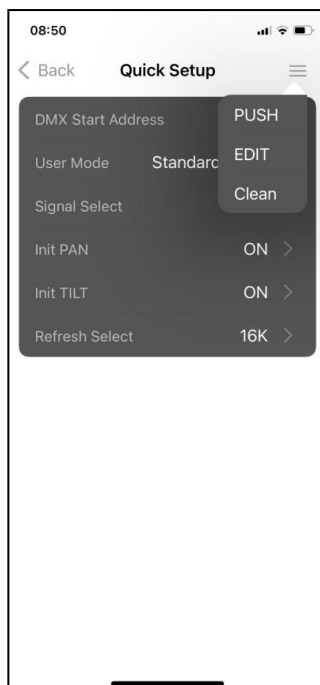 08:50
Back Quick Setup
DMX Start Address
PUSH
User Mode Standard
EDIT
Signal Select
Clean
Init PAN ON
Init TILT ON
Refresh Select 16K